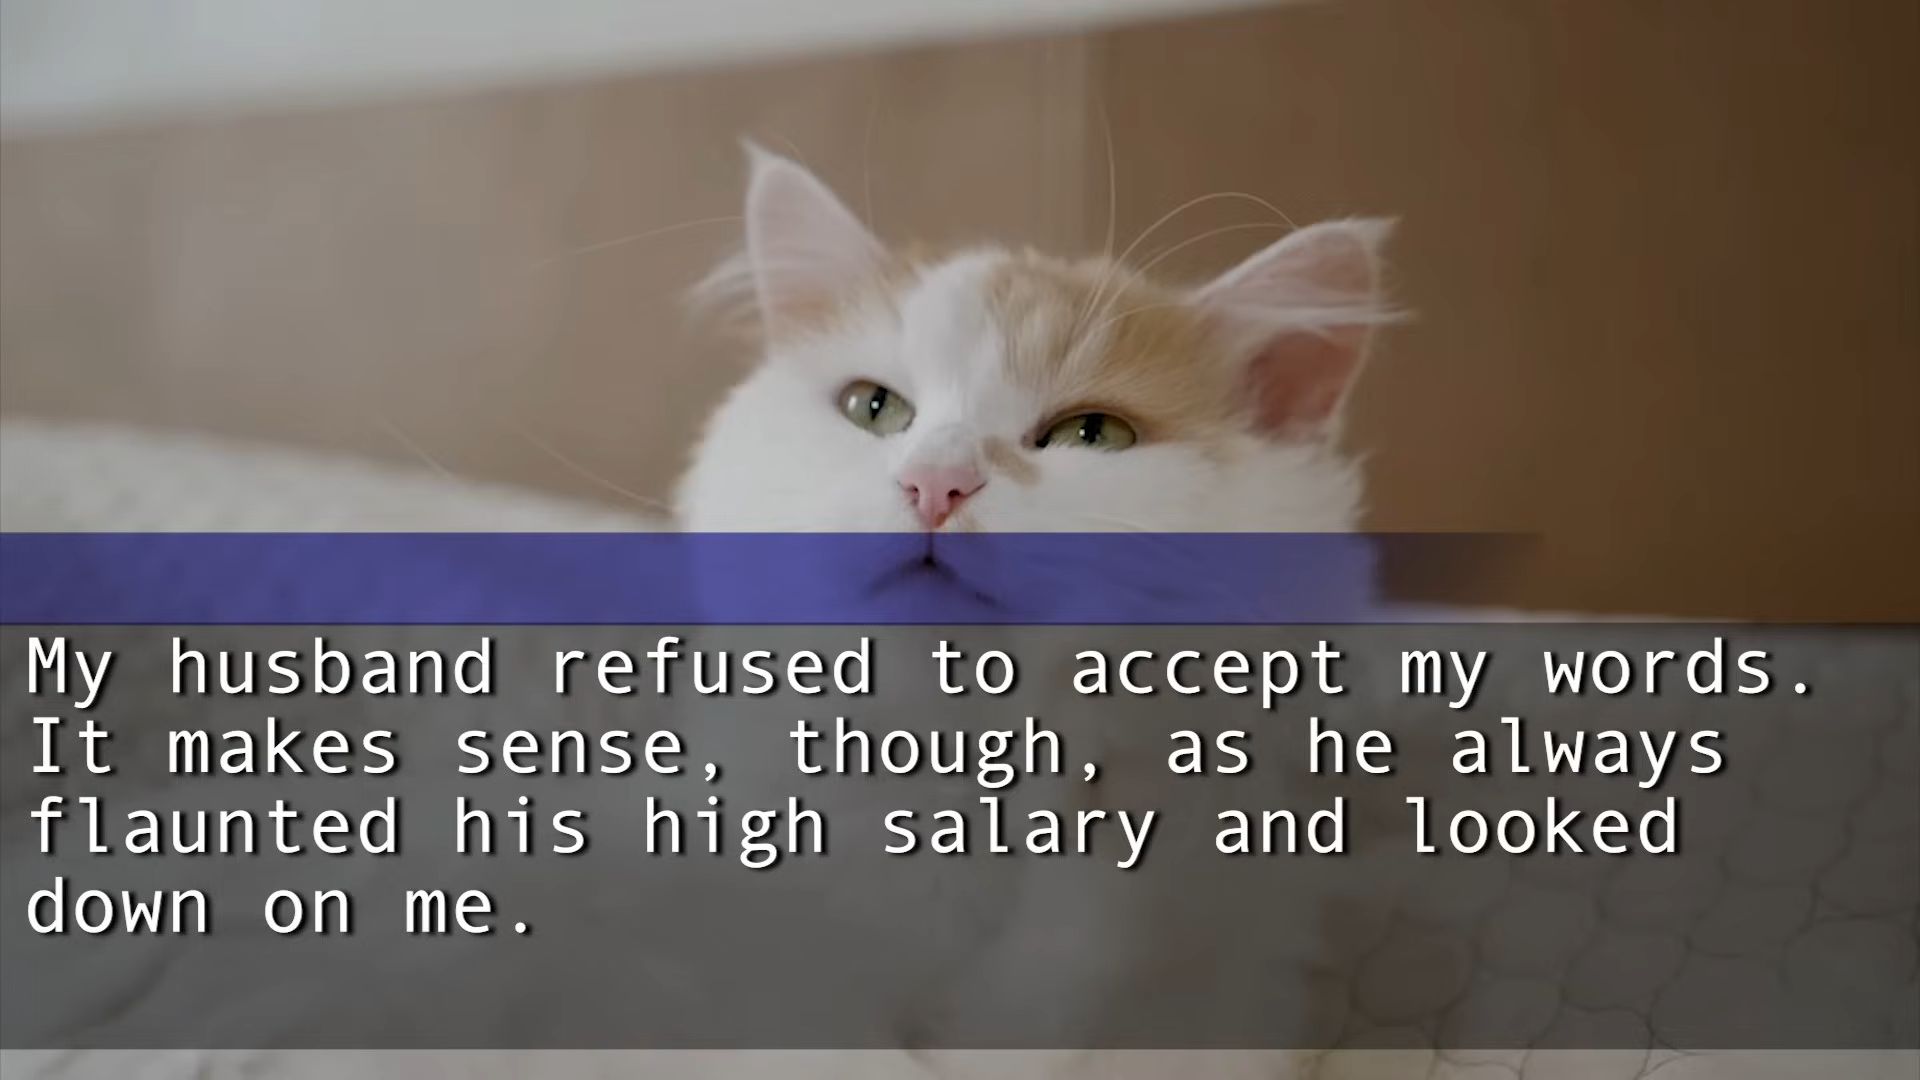 My husband refused to accept my words.
It makes sense, though, as he always
flaunted his high salary and looked
down on me.